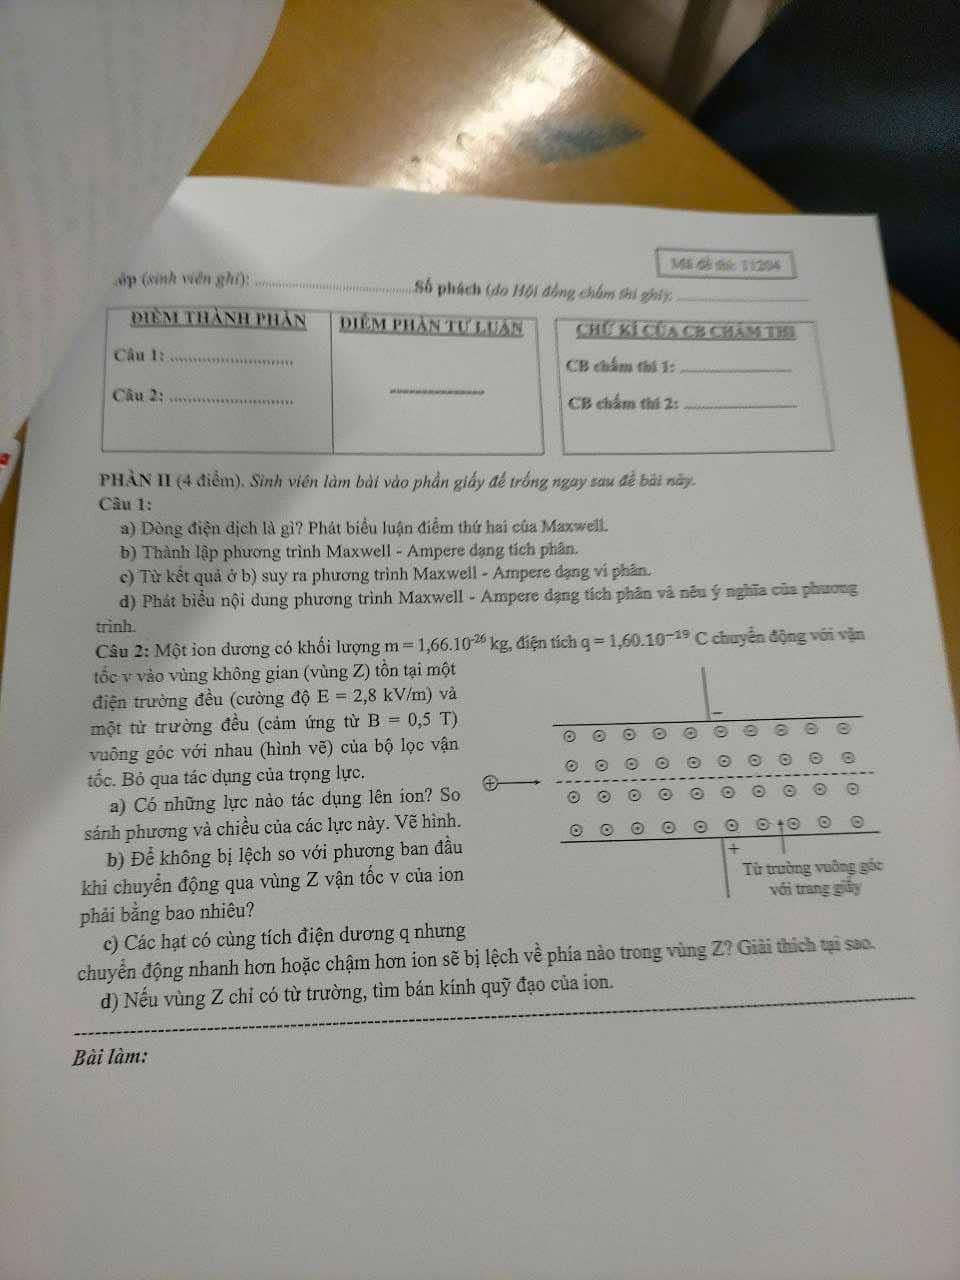 Mã đề thi: 11204
Lớp (sinh viên ghi): ........................ Số phách (do Hội đồng chấm thi ghi): ........................
ĐIỂM THÀNH PHẦN
Câu 1: ........................
Câu 2: ........................
ĐIỂM PHẦN TỰ LUẬN
........................
CHỮ KÍ CỦA CB CHẤM THI
CB chấm thi 1: ........................
CB chấm thi 2: ........................
PHẦN II (4 điểm). Sinh viên làm bài vào phần giấy để trống ngay sau đề bài này.
Câu 1:
a) Dòng điện dịch là gì? Phát biểu luận điểm thứ hai của Maxwell.
b) Thành lập phương trình Maxwell - Ampere dạng tích phân.
c) Từ kết quả ở b) suy ra phương trình Maxwell - Ampere dạng vi phân.
d) Phát biểu nội dung phương trình Maxwell - Ampere dạng tích phân và nêu ý nghĩa của phương
trình.
Câu 2: Một ion dương có khối lượng m = 1,66.10⁻²⁶ kg, điện tích q = 1,60.10⁻¹⁹ C chuyển động với vận
tốc v vào vùng không gian (vùng Z) tồn tại một
điện trường đều (cường độ E = 2,8 kV/m) và
một từ trường đều (cảm ứng từ B = 0,5 T)
vuông góc với nhau (hình vẽ) của bộ lọc vận
tốc. Bỏ qua tác dụng của trọng lực.
a) Có những lực nào tác dụng lên ion? So
sánh phương và chiều của các lực này. Vẽ hình.
b) Để không bị lệch so với phương ban đầu
khi chuyển động qua vùng Z vận tốc v của ion
phải bằng bao nhiêu?
c) Các hạt có cùng tích điện dương q nhưng
chuyển động nhanh hơn hoặc chậm hơn ion sẽ bị lệch về phía nào trong vùng Z? Giải thích tại sao.
d) Nếu vùng Z chỉ có từ trường, tìm bán kính quỹ đạo của ion.
−
+
+
Từ trường vuông góc
với trang giấy
Bài làm: